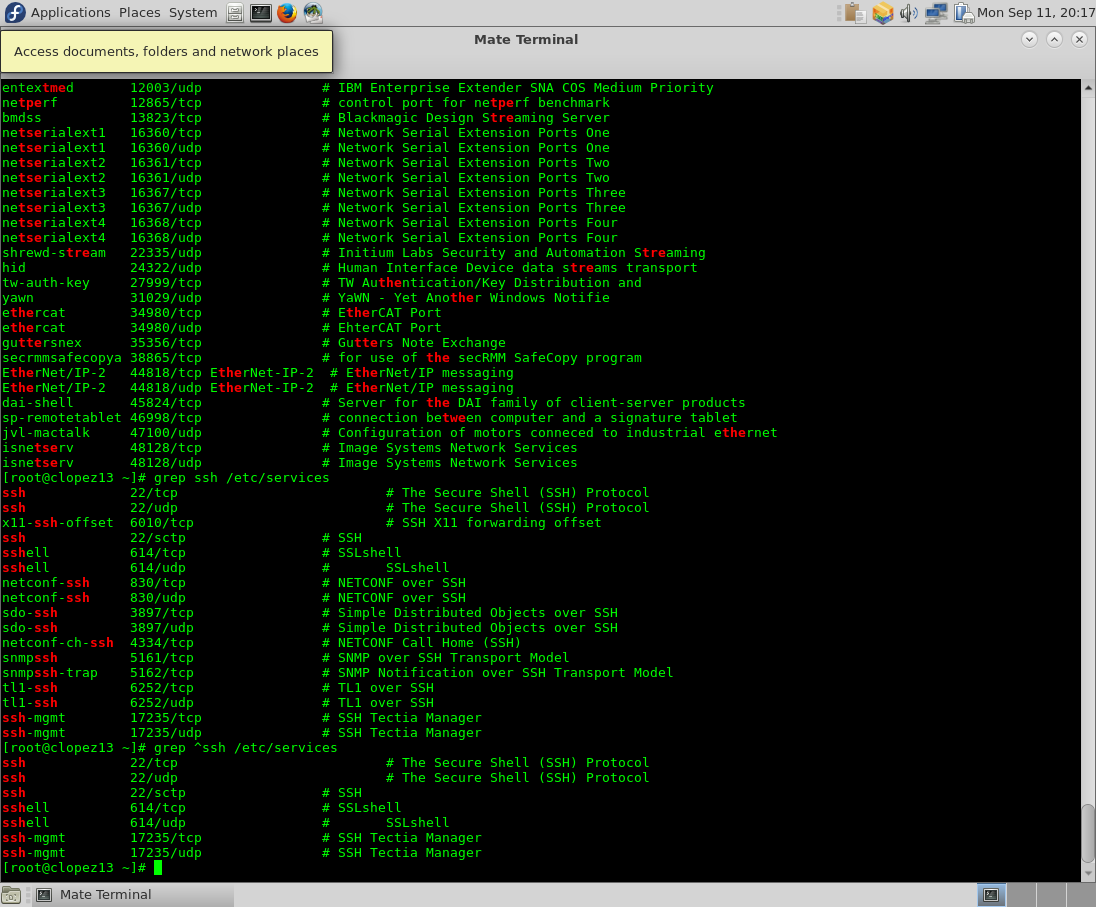 Applications Places System Mon Sep 11, 20:17
Access documents, folders and network places
Mate Terminal
entextmed 12003/udp # IBM Enterprise Extender SNA COS Medium Priority
netperf 12865/tcp # control port for netperf benchmark
bmdss 13823/tcp # Blackmagic Design Streaming Server
netserialext1 16360/tcp # Network Serial Extension Ports One
netserialext1 16360/udp # Network Serial Extension Ports One
netserialext2 16361/tcp # Network Serial Extension Ports Two
netserialext2 16361/udp # Network Serial Extension Ports Two
netserialext3 16367/tcp # Network Serial Extension Ports Three
netserialext3 16367/udp # Network Serial Extension Ports Three
netserialext4 16368/tcp # Network Serial Extension Ports Four
netserialext4 16368/udp # Network Serial Extension Ports Four
shrewd-stream 22335/udp # Initium Labs Security and Automation Streaming
hid 24322/udp # Human Interface Device data streams transport
tw-auth-key 27999/tcp # TW Authentication/Key Distribution and
yawn 31029/udp # YaWN - Yet Another Windows Notifie
ethercat 34980/tcp # EtherCAT Port
ethercat 34980/udp # EhterCAT Port
guttersnex 35356/tcp # Gutters Note Exchange
secrmmsafecopya 38865/tcp # for use of the secRMM SafeCopy program
EtherNet/IP-2 44818/tcp EtherNet-IP-2 # EtherNet/IP messaging
EtherNet/IP-2 44818/udp EtherNet-IP-2 # EtherNet/IP messaging
dai-shell 45824/tcp # Server for the DAI family of client-server products
sp-remotetablet 46998/tcp # connection between computer and a signature tablet
jvl-mactalk 47100/udp # Configuration of motors conneced to industrial ethernet
isnetserv 48128/tcp # Image Systems Network Services
isnetserv 48128/udp # Image Systems Network Services
[root@clopez13 ~]# grep ssh /etc/services
ssh 22/tcp # The Secure Shell (SSH) Protocol
ssh 22/udp # The Secure Shell (SSH) Protocol
x11-ssh-offset 6010/tcp # SSH X11 forwarding offset
ssh 22/sctp # SSH
sshell 614/tcp # SSLshell
sshell 614/udp # SSLshell
netconf-ssh 830/tcp # NETCONF over SSH
netconf-ssh 830/udp # NETCONF over SSH
sdo-ssh 3897/tcp # Simple Distributed Objects over SSH
sdo-ssh 3897/udp # Simple Distributed Objects over SSH
netconf-ch-ssh 4334/tcp # NETCONF Call Home (SSH)
snmpssh 5161/tcp # SNMP over SSH Transport Model
snmpssh-trap 5162/tcp # SNMP Notification over SSH Transport Model
tl1-ssh 6252/tcp # TL1 over SSH
tl1-ssh 6252/udp # TL1 over SSH
ssh-mgmt 17235/tcp # SSH Tectia Manager
ssh-mgmt 17235/udp # SSH Tectia Manager
[root@clopez13 ~]# grep ^ssh /etc/services
ssh 22/tcp # The Secure Shell (SSH) Protocol
ssh 22/udp # The Secure Shell (SSH) Protocol
ssh 22/sctp # SSH
sshell 614/tcp # SSLshell
sshell 614/udp # SSLshell
ssh-mgmt 17235/tcp # SSH Tectia Manager
ssh-mgmt 17235/udp # SSH Tectia Manager
[root@clopez13 ~]#
Mate Terminal